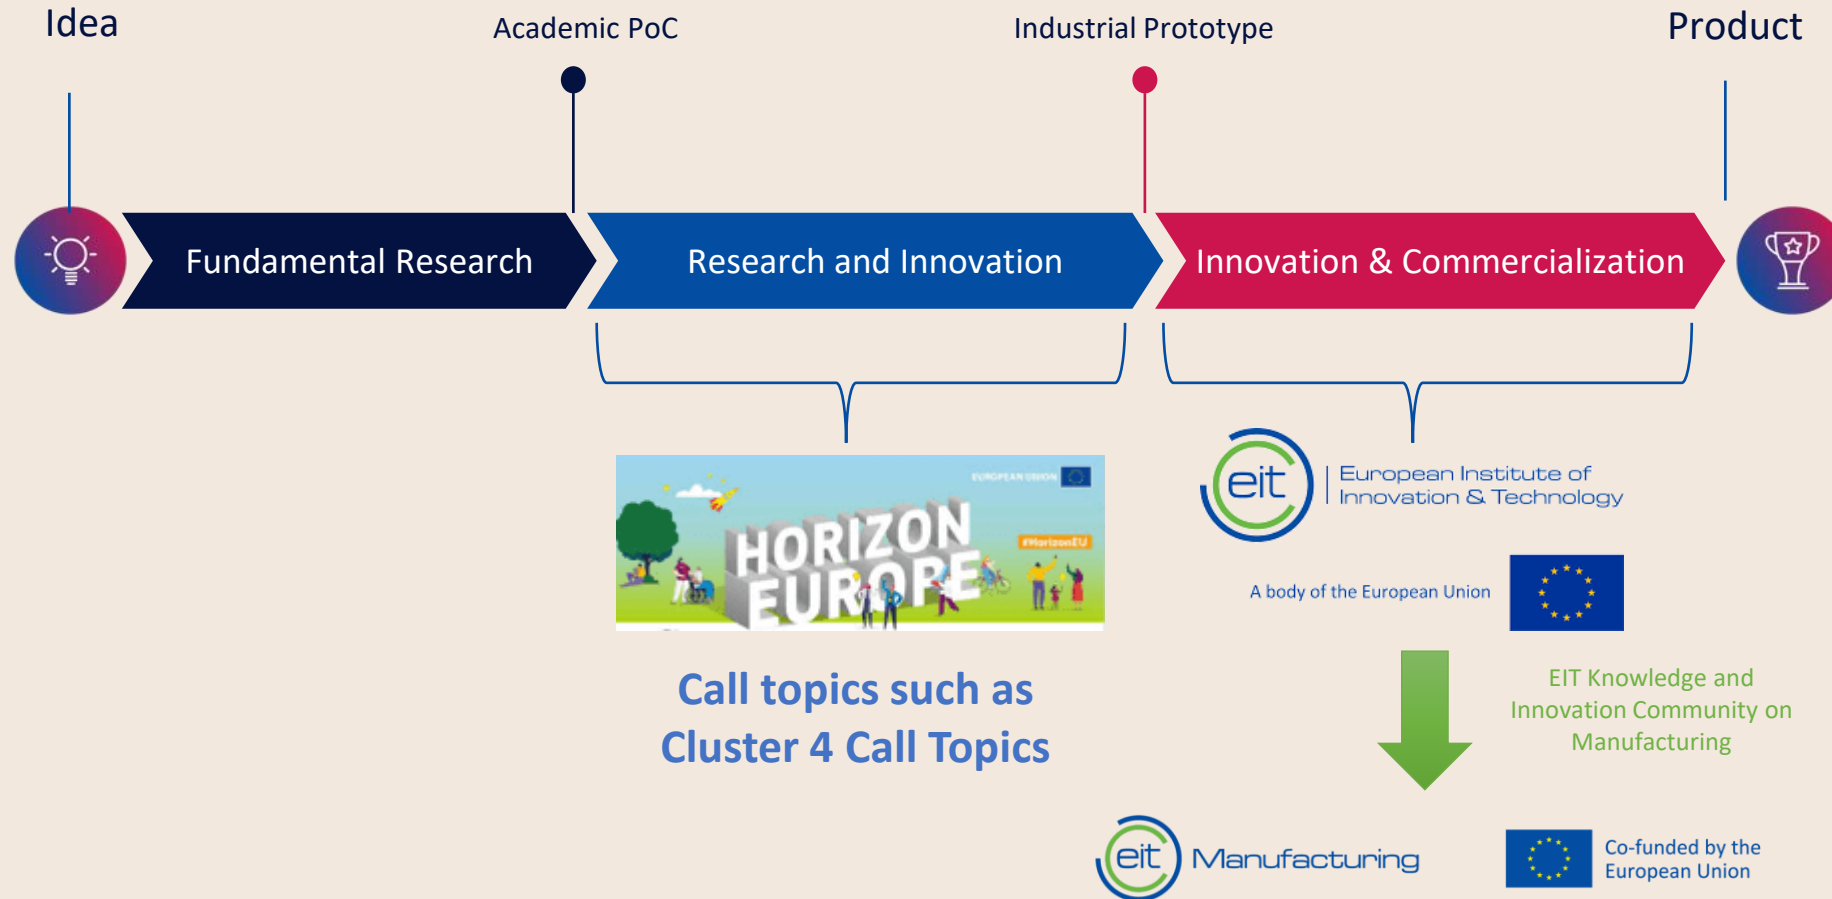 Idea
Academic PoC
Industrial Prototype
Product
Fundamental Research
Research and Innovation
Innovation & Commercialization
EUROPEAN UNION
HORIZON
EUROPE
#HorizonEU
Call topics such as
Cluster 4 Call Topics
eit
European Institute of
Innovation & Technology
A body of the European Union
EIT Knowledge and
Innovation Community on
Manufacturing
eit Manufacturing
Co-funded by the
European Union